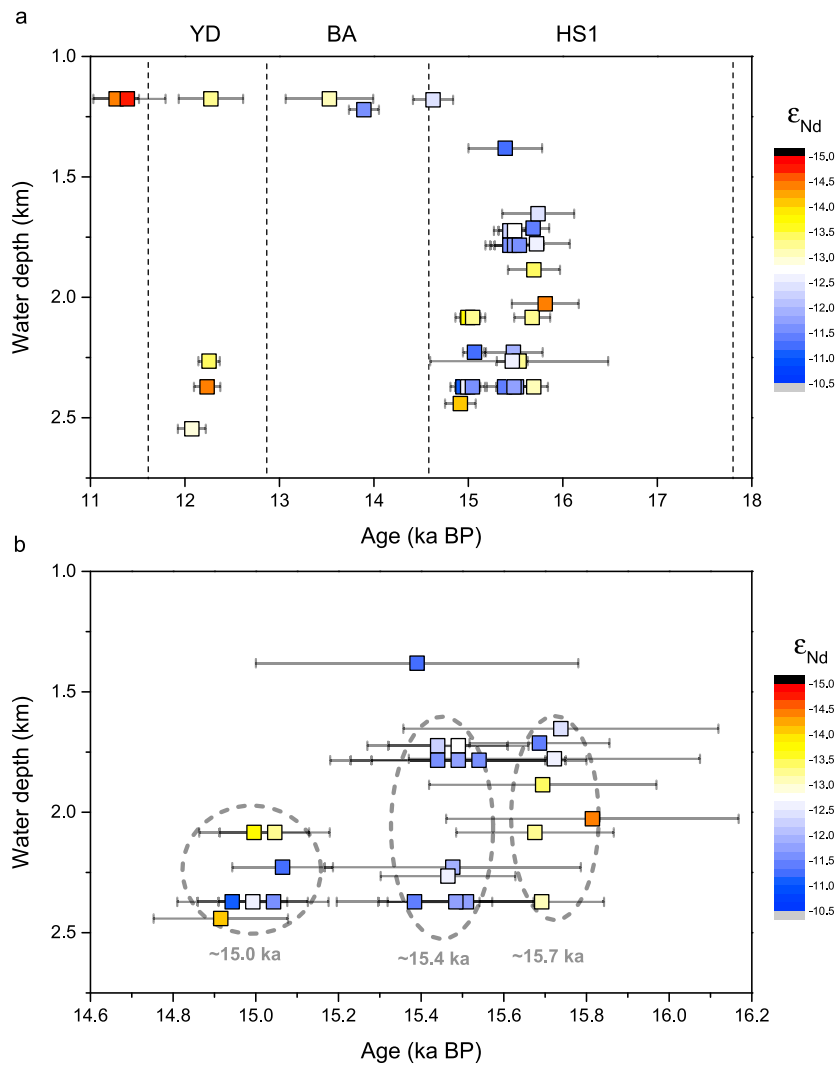 a
YD BA HS1
1.0
1.5
2.0
2.5
Water depth (km)
11 12 13 14 15 16 17 18
Age (ka BP)
εNd
-15.0
-14.5
-14.0
-13.5
-13.0
-12.5
-12.0
-11.5
-11.0
-10.5
b
1.0
1.5
2.0
2.5
Water depth (km)
~15.0 ka ~15.4 ka ~15.7 ka
14.6 14.8 15.0 15.2 15.4 15.6 15.8 16.0 16.2
Age (ka BP)
εNd
-15.0
-14.5
-14.0
-13.5
-13.0
-12.5
-12.0
-11.5
-11.0
-10.5